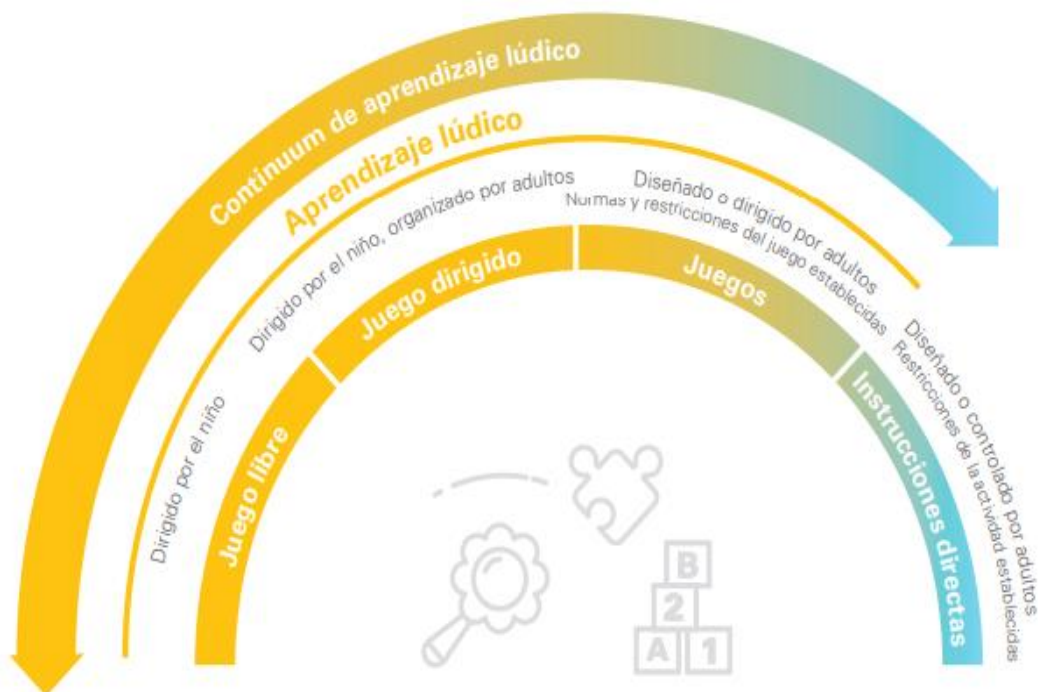 Continuum de aprendizaje lúdico
Aprendizaje lúdico
Dirigido por el niño
Dirigido por el niño, organizado por adultos
Diseñado o dirigido por adultos
Normas y restricciones del juego establecidas
Diseñado o controlado por adultos
Restricciones de la actividad establecidas
Juego libre
Juego dirigido
Juegos
Instrucciones directas
B
2
A 1